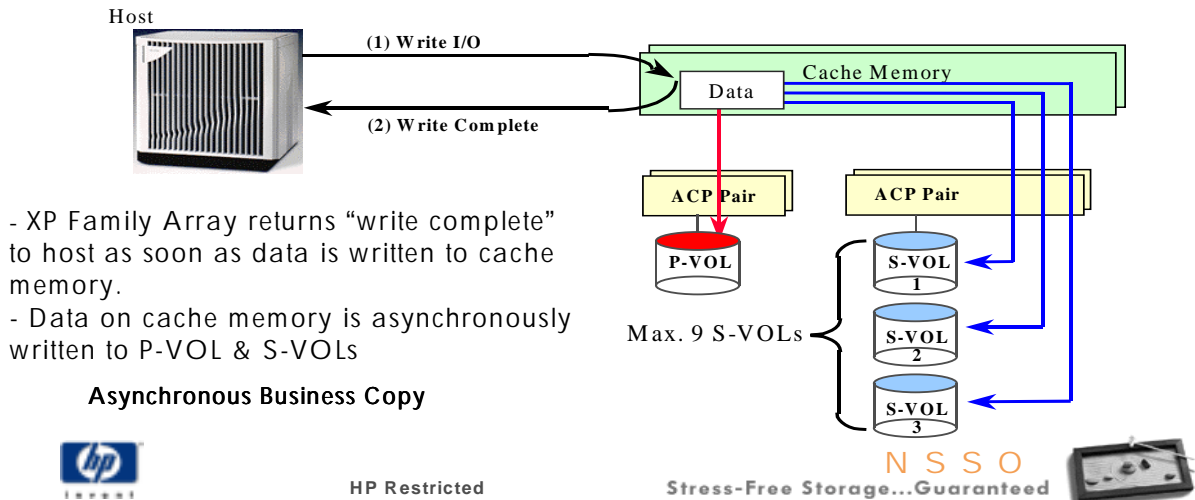 Host
(1) Write I/O
(2) Write Complete
Cache Memory
Data
ACP Pair
ACP Pair
P-VOL
S-VOL
1
S-VOL
2
S-VOL
3
Max. 9 S-VOLs
- XP Family Array returns “write complete”
to host as soon as data is written to cache
memory.
- Data on cache memory is asynchronously
written to P-VOL & S-VOLs
Asynchronous Business Copy
hp
invent
HP Restricted
NSSO
Stress-Free Storage...Guaranteed